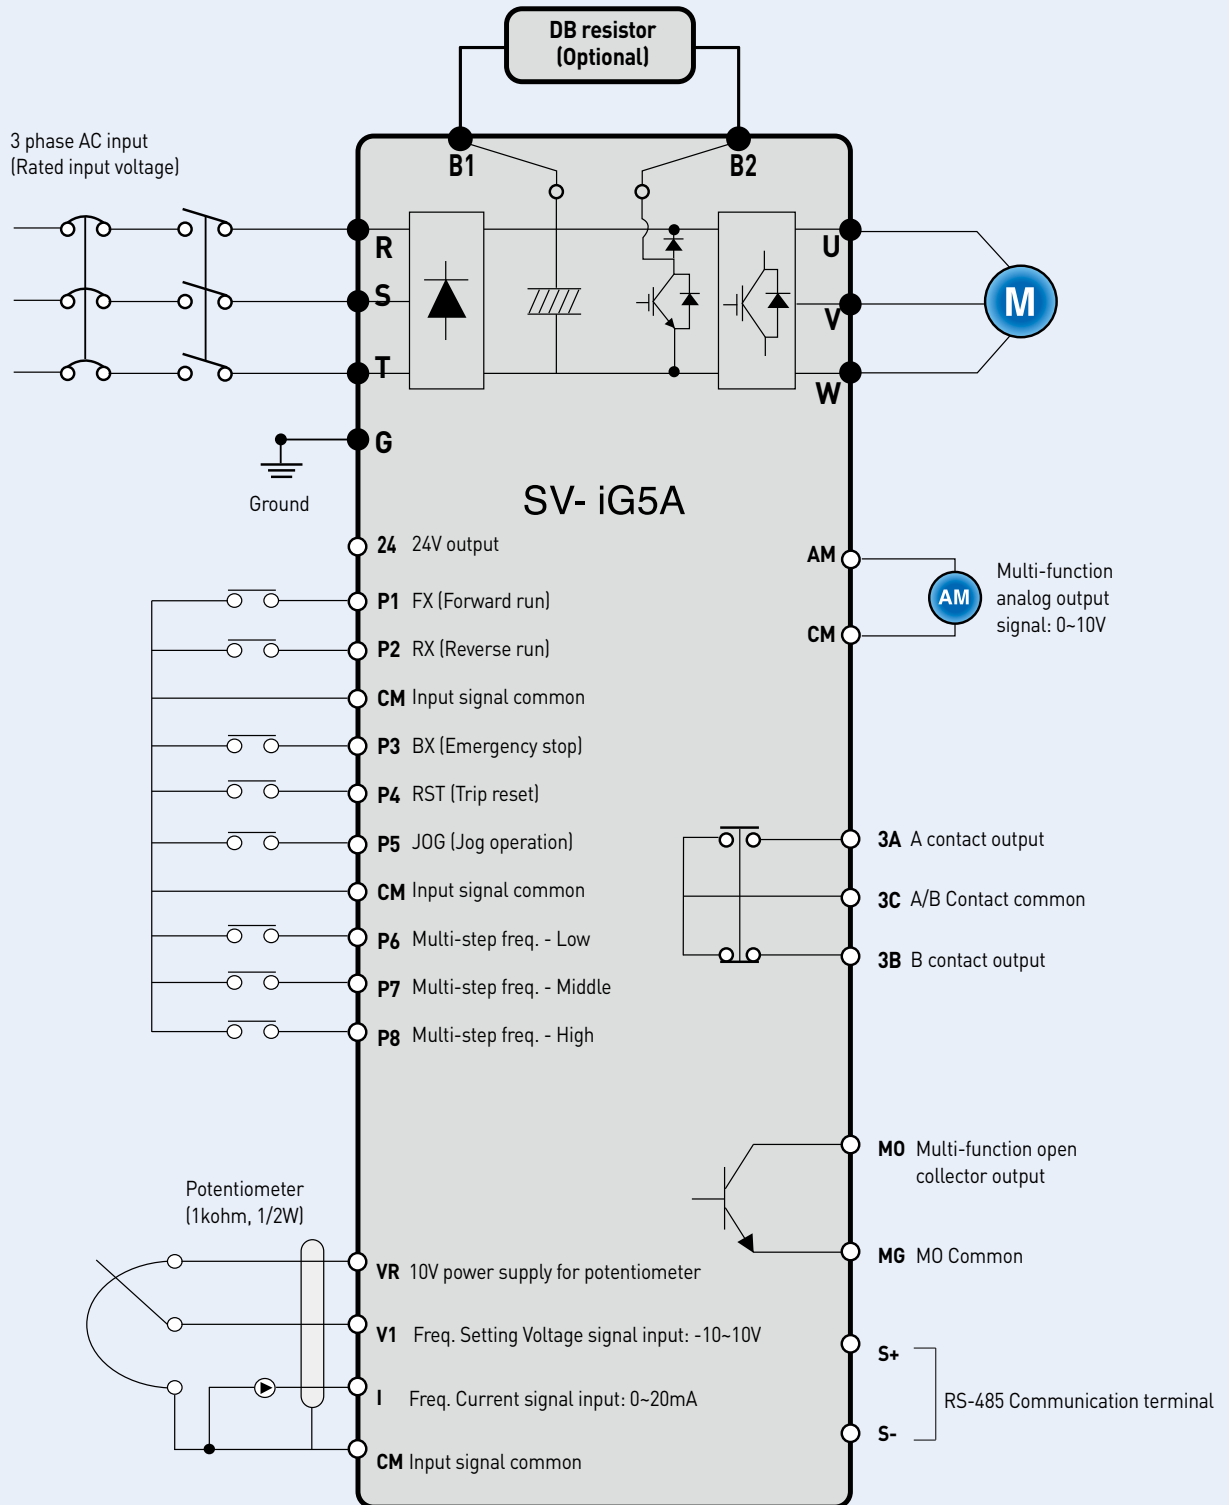 DB resistor
(Optional)
3 phase AC input
(Rated input voltage)
B1
B2
R
S
T
U
V
W
M
G
Ground
SV- iG5A
24 24V output
P1 FX (Forward run)
P2 RX (Reverse run)
CM Input signal common
P3 BX (Emergency stop)
P4 RST (Trip reset)
P5 JOG (Jog operation)
CM Input signal common
P6 Multi-step freq. - Low
P7 Multi-step freq. - Middle
P8 Multi-step freq. - High
AM
CM
AM
Multi-function
analog output
signal: 0~10V
3A A contact output
3C A/B Contact common
3B B contact output
MO Multi-function open
collector output
MG MO Common
Potentiometer
(1kohm, 1/2W)
VR 10V power supply for potentiometer
V1 Freq. Setting Voltage signal input: -10~10V
I Freq. Current signal input: 0~20mA
CM Input signal common
S+
S-
RS-485 Communication terminal